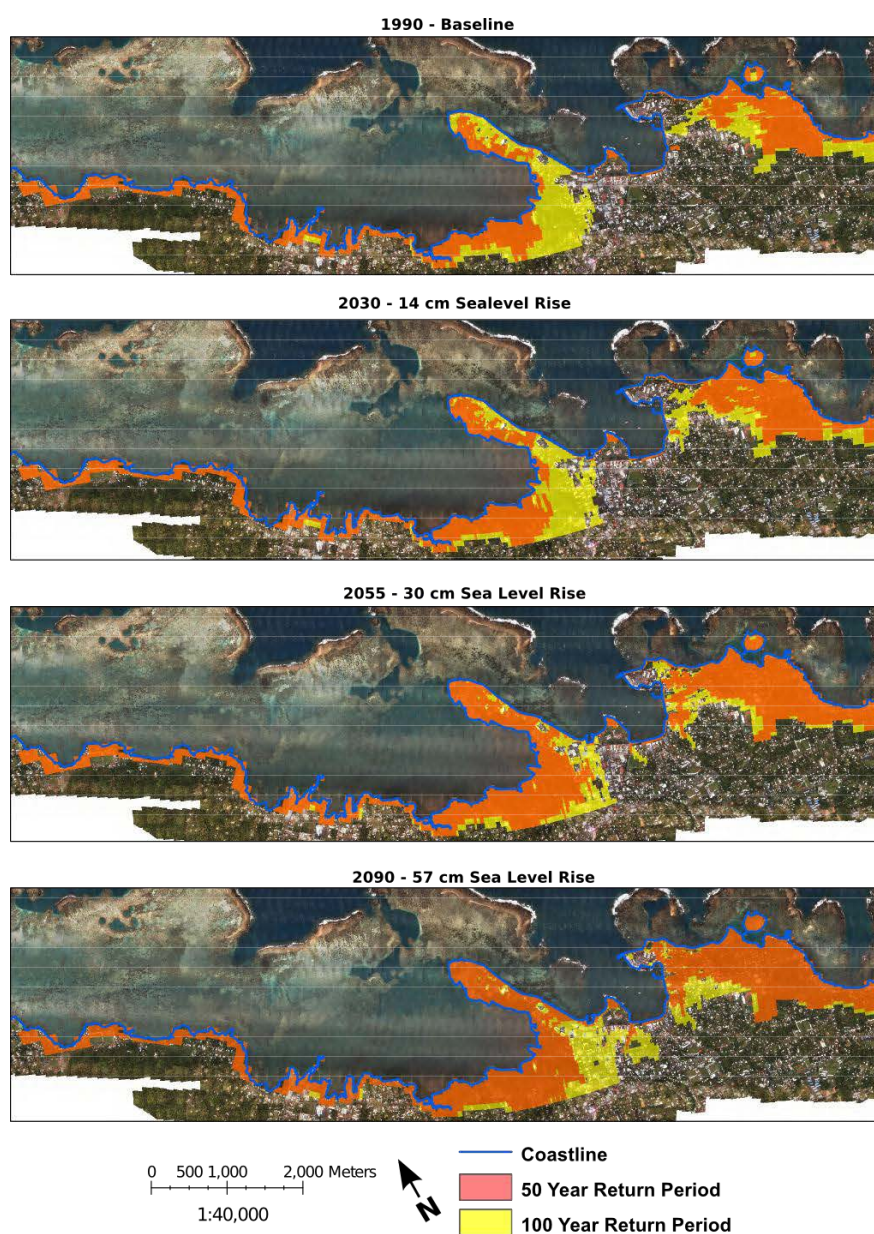 1990 - Baseline
2030 - 14 cm Sealevel Rise
2055 - 30 cm Sea Level Rise
2090 - 57 cm Sea Level Rise
0 500 1,000 2,000 Meters
1:40,000
N
Coastline
50 Year Return Period
100 Year Return Period